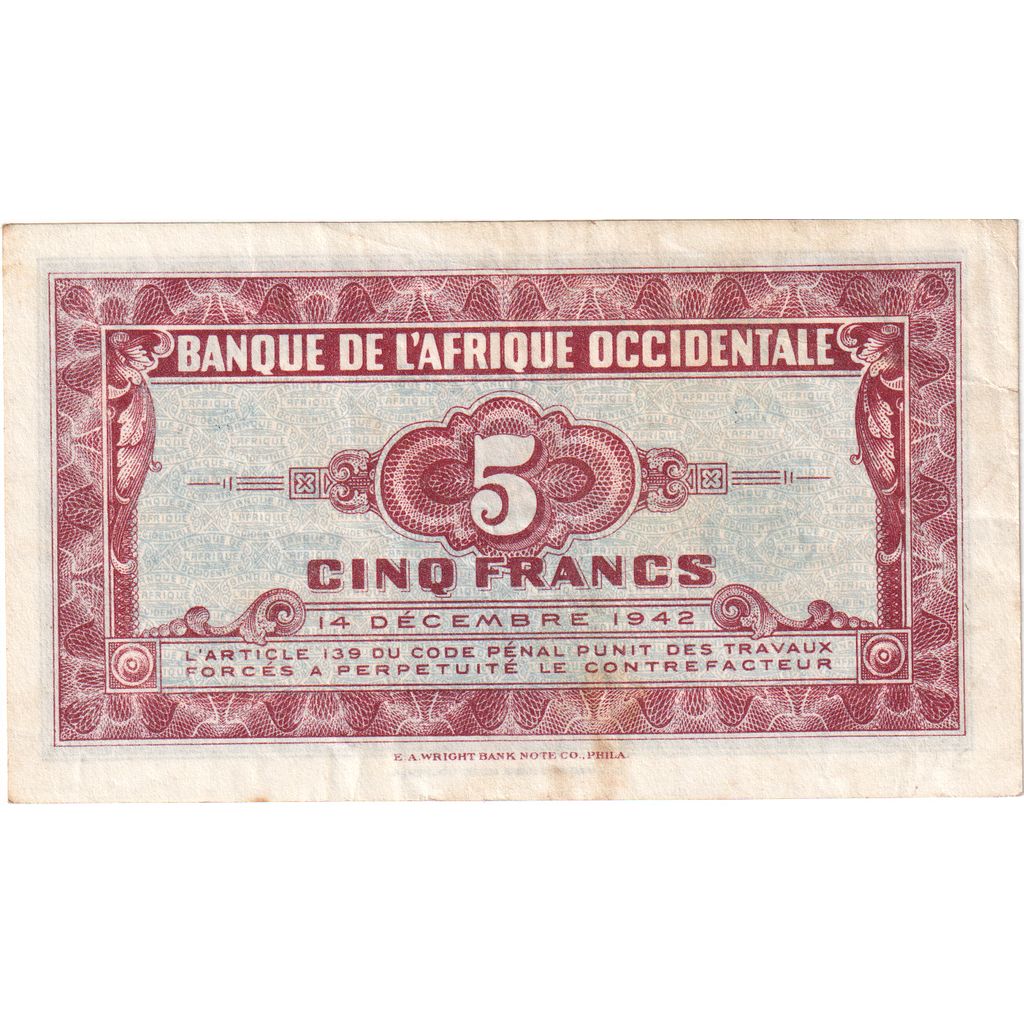 BANQUE DE L'AFRIQUE OCCIDENTALE
5
CINQ FRANCS
14 DÉCEMBRE 1942
L'ARTICLE 139 DU CODE PÉNAL PUNIT DES TRAVAUX
FORCÉS A PERPETUITÉ LE CONTREFACTEUR
E. A. WRIGHT BANK NOTE CO., PHILA.